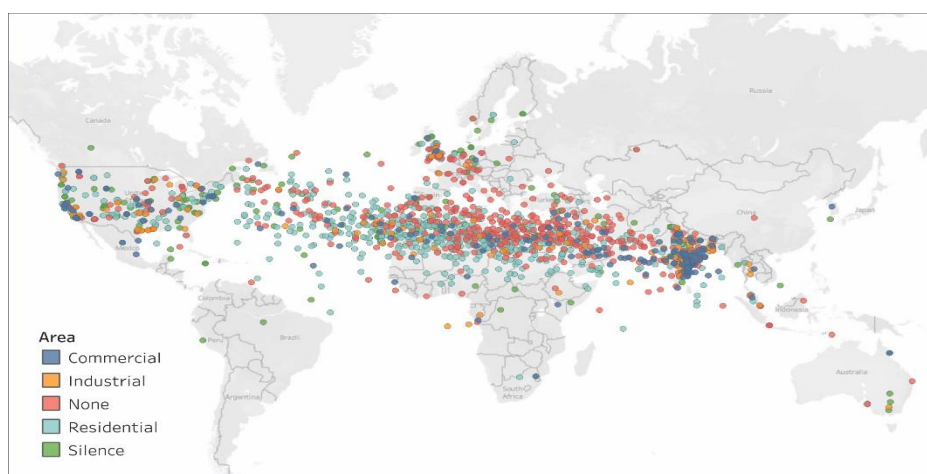 Russia
Canada
China
Japan
Mexico
Colombia
Indonesia
Peru
Brazil
Australia
South
Africa
Argentina
Area
Commercial
Industrial
None
Residential
Silence